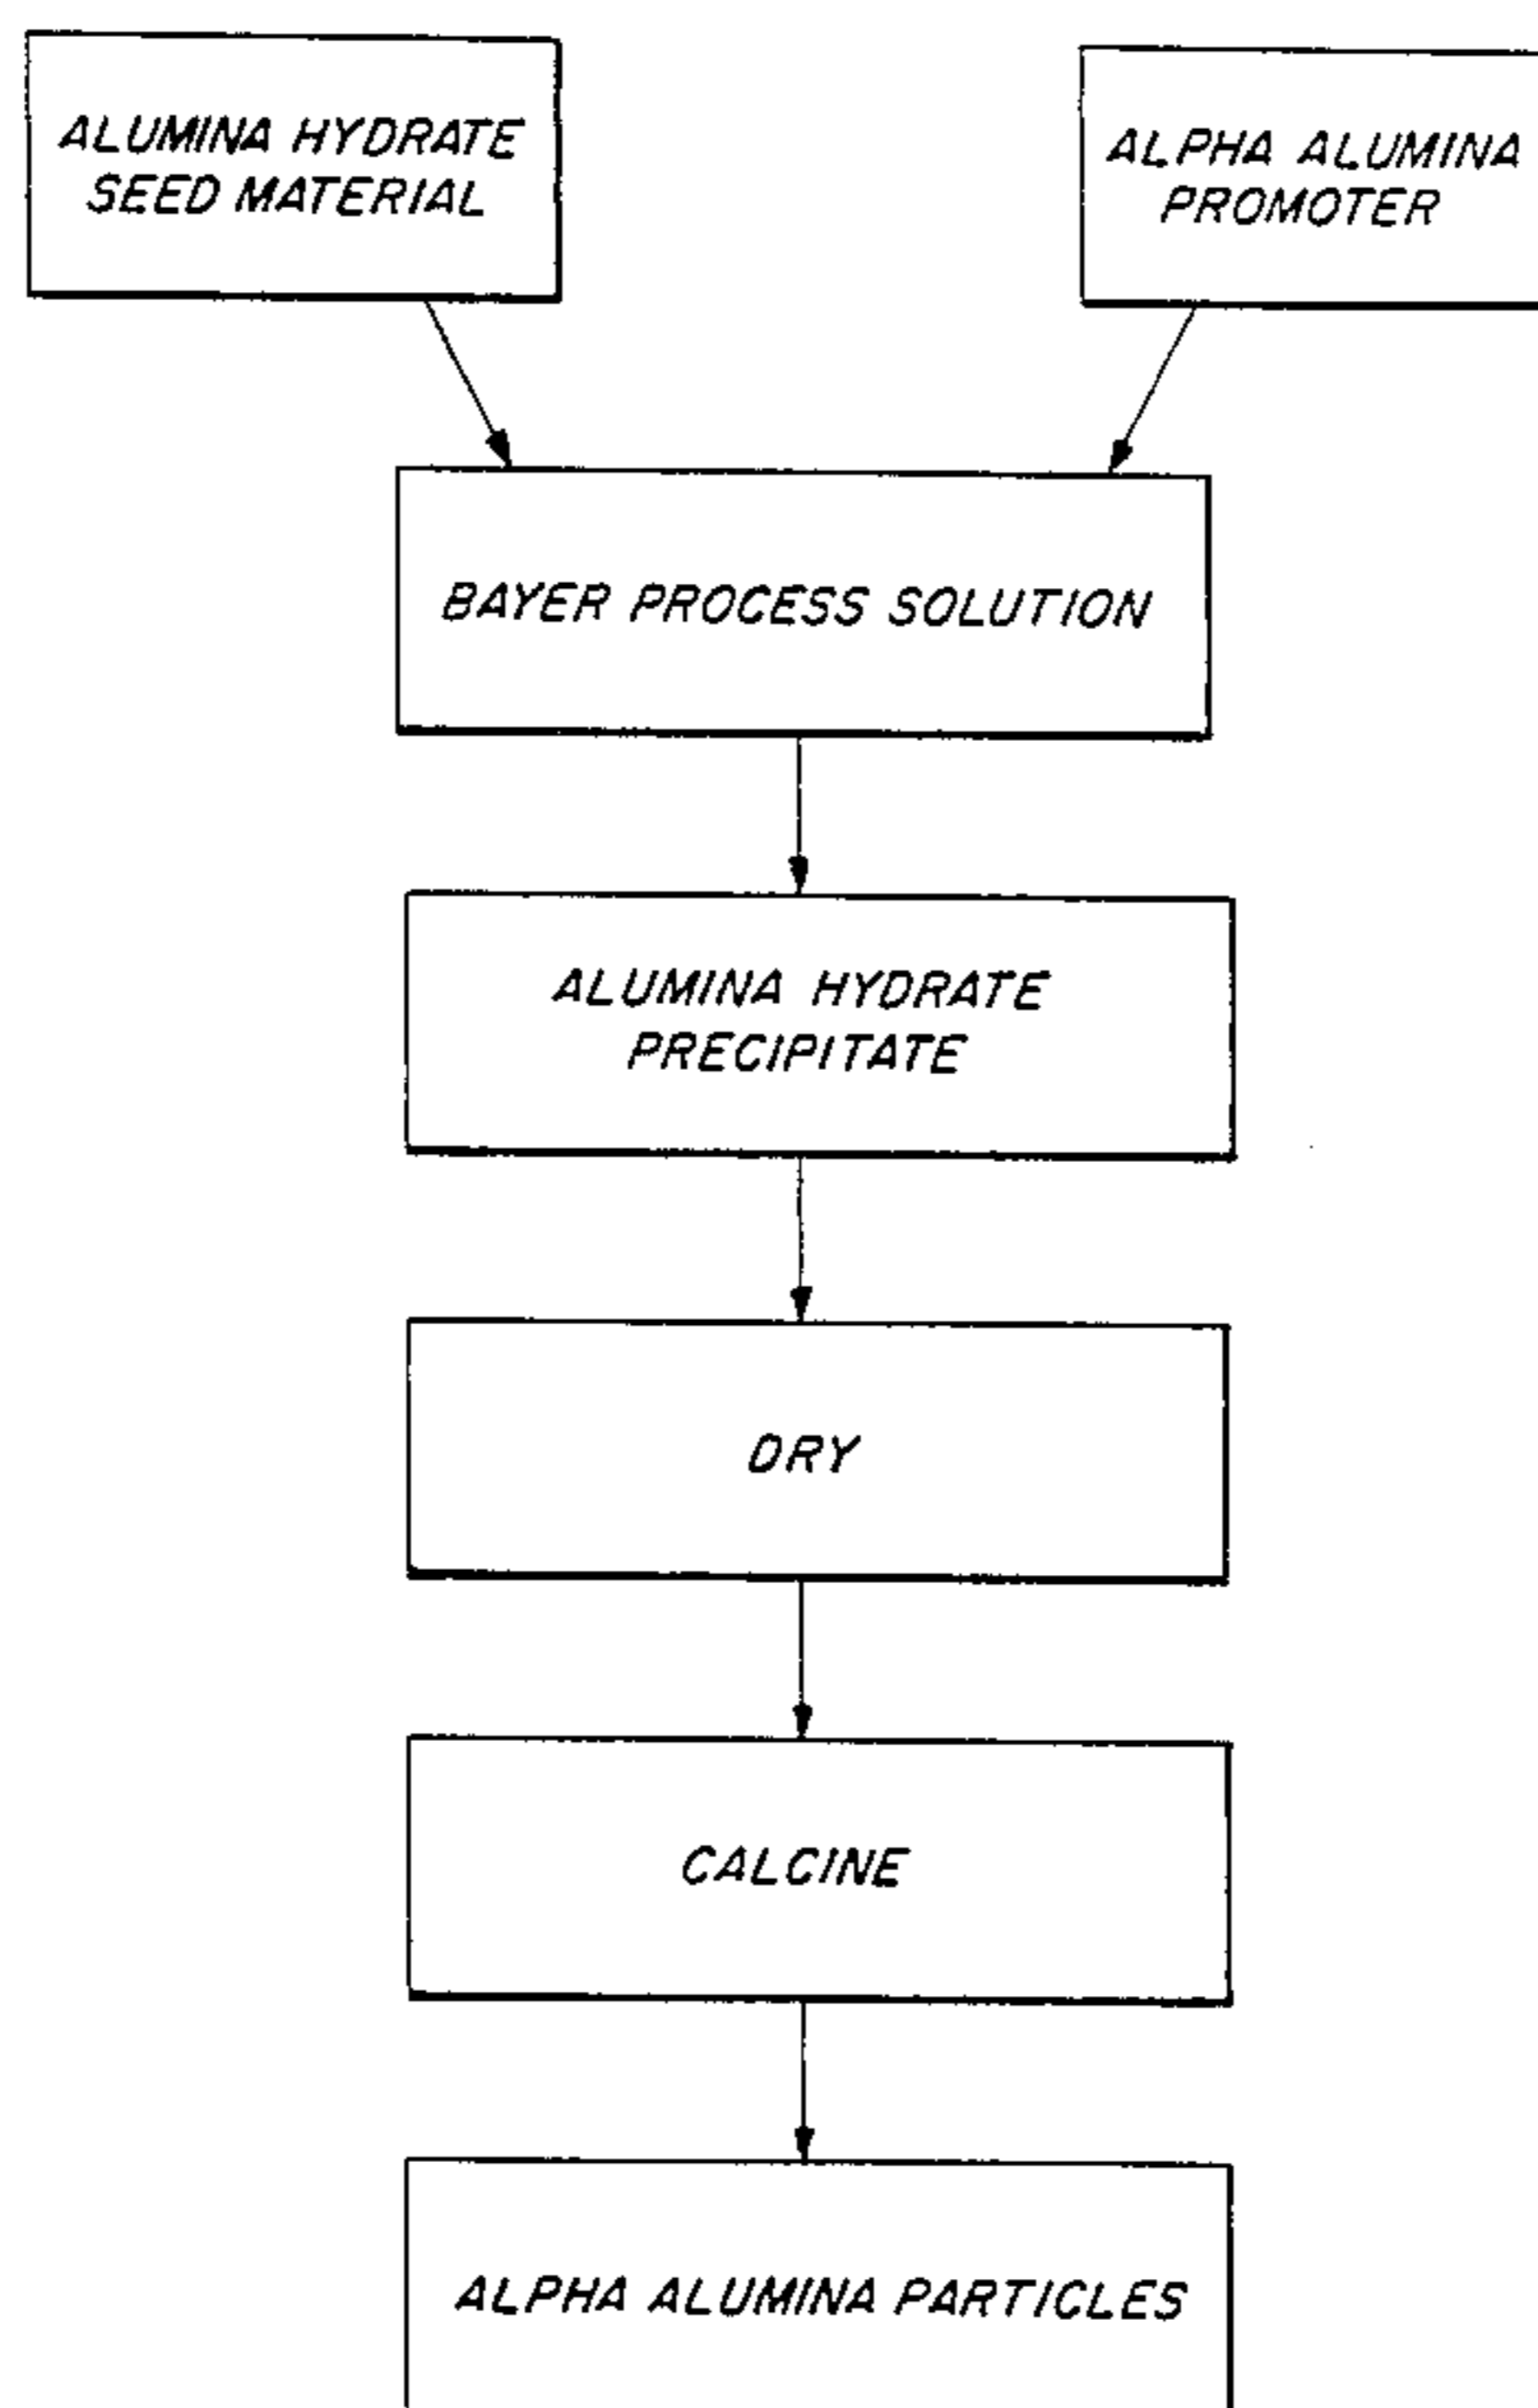 ALUMINA HYDRATE
SEED MATERIAL
ALPHA ALUMINA
PROMOTER
BAYER PROCESS SOLUTION
ALUMINA HYDRATE
PRECIPITATE
DRY
CALCINE
ALPHA ALUMINA PARTICLES